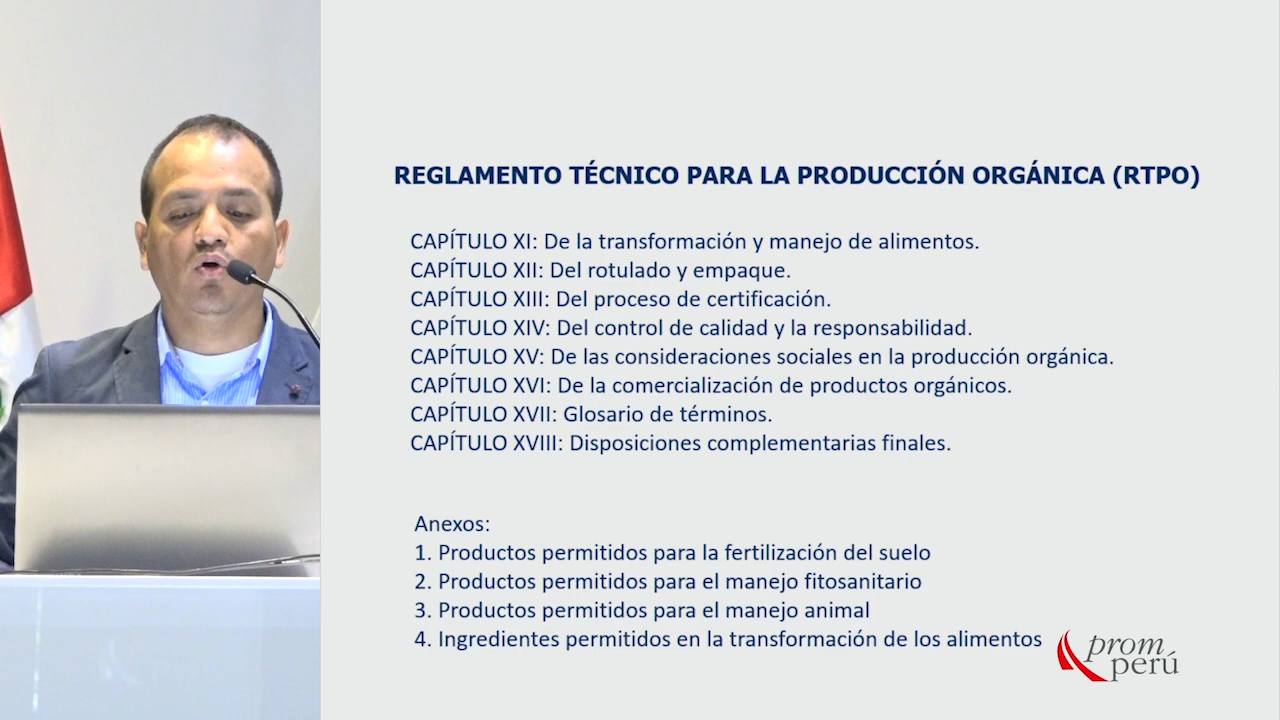 REGLAMENTO TÉCNICO PARA LA PRODUCCIÓN ORGÁNICA (RTPO)
CAPÍTULO XI: De la transformación y manejo de alimentos.
CAPÍTULO XII: Del rotulado y empaque.
CAPÍTULO XIII: Del proceso de certificación.
CAPÍTULO XIV: Del control de calidad y la responsabilidad.
CAPÍTULO XV: De las consideraciones sociales en la producción orgánica.
CAPÍTULO XVI: De la comercialización de productos orgánicos.
CAPÍTULO XVII: Glosario de términos.
CAPÍTULO XVIII: Disposiciones complementarias finales.
Anexos:
1. Productos permitidos para la fertilización del suelo
2. Productos permitidos para el manejo fitosanitario
3. Productos permitidos para el manejo animal
4. Ingredientes permitidos en la transformación de los alimentos
prom
perú